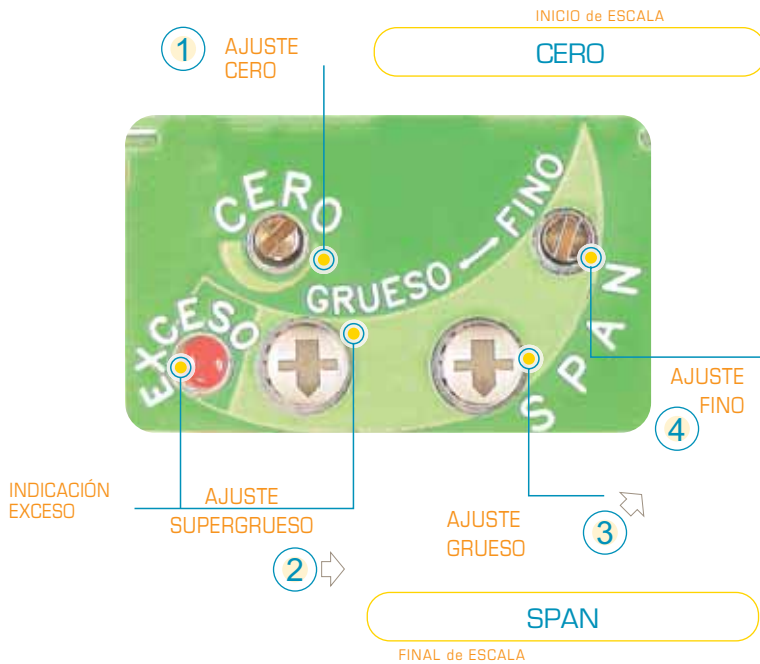 INICIO de ESCALA
CERO
1
AJUSTE
CERO
CERO
GRUESO
FINO
EXCESO
SPAN
AJUSTE
FINO
4
INDICACIÓN
EXCESO
AJUSTE
SUPERGRUESO
2
AJUSTE
GRUESO
3
SPAN
FINAL de ESCALA